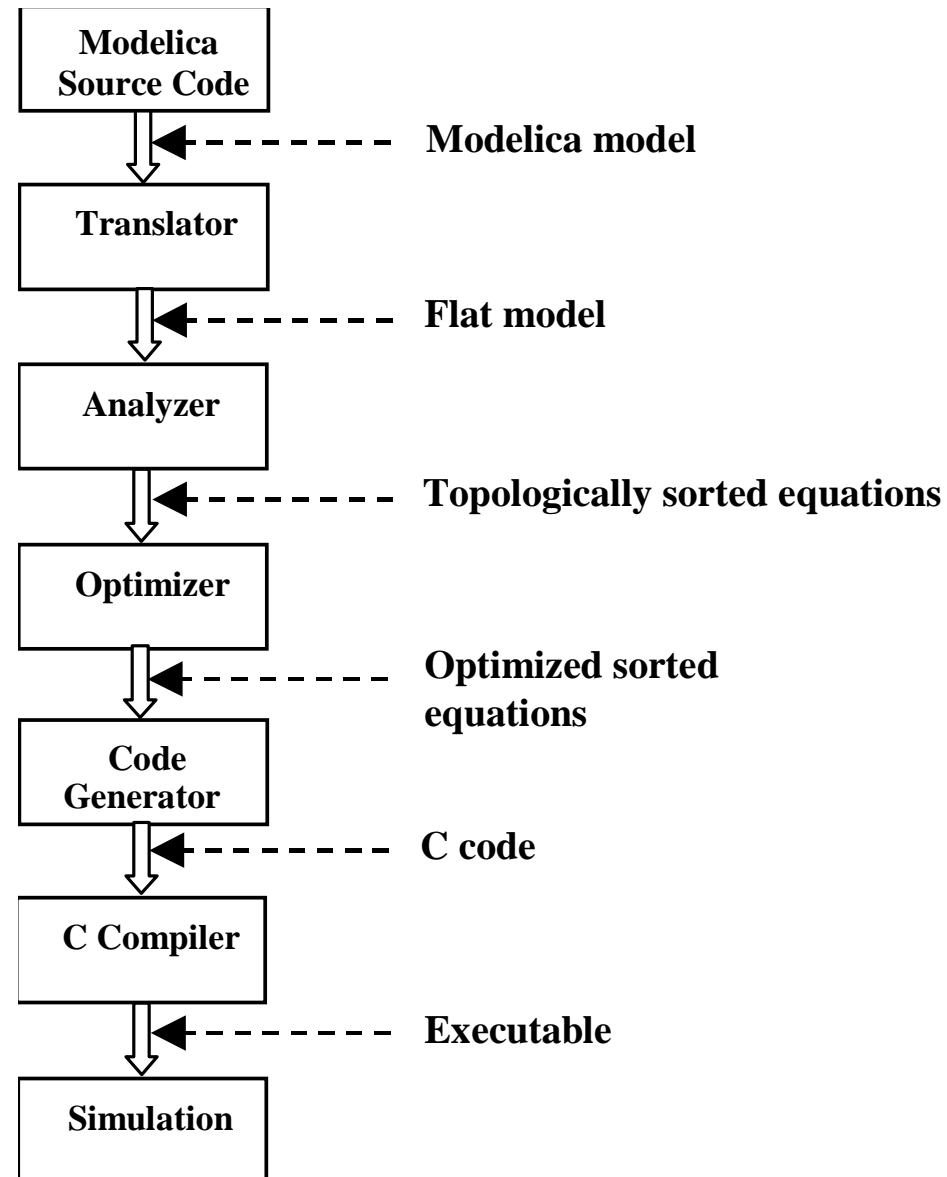 Modelica
Source Code
Modelica model
Translator
Flat model
Analyzer
Topologically sorted equations
Optimizer
Optimized sorted
equations
Code
Generator
C code
C Compiler
Executable
Simulation